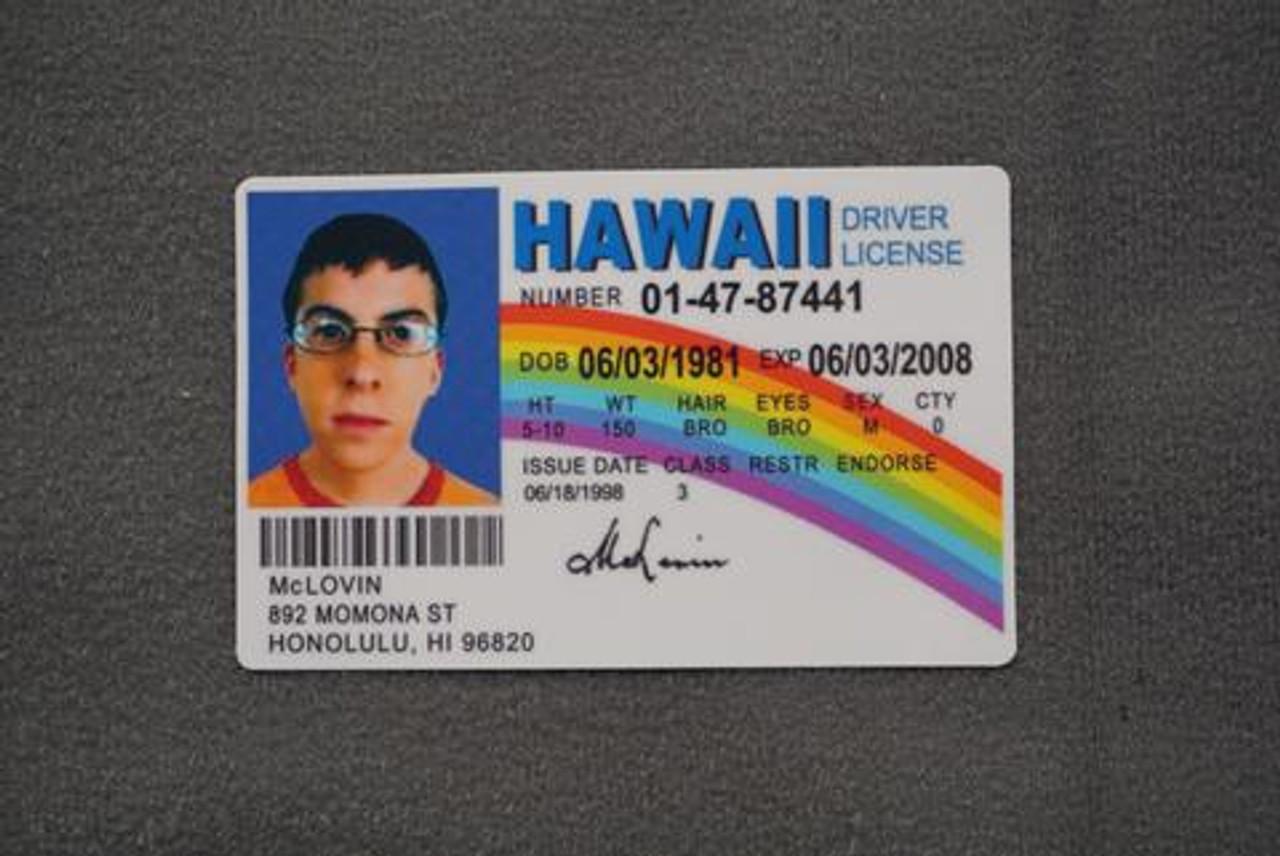 HAWAII DRIVER LICENSE
NUMBER 01-47-87441
DOB 06/03/1981 EXP 06/03/2008
HT WT HAIR EYES SEX CTY
5-10 150 BRO BRO M 0
ISSUE DATE CLASS RESTR ENDORSE
06/18/1998 3
McLovin
McLOVIN
892 MOMONA ST
HONOLULU, HI 96820